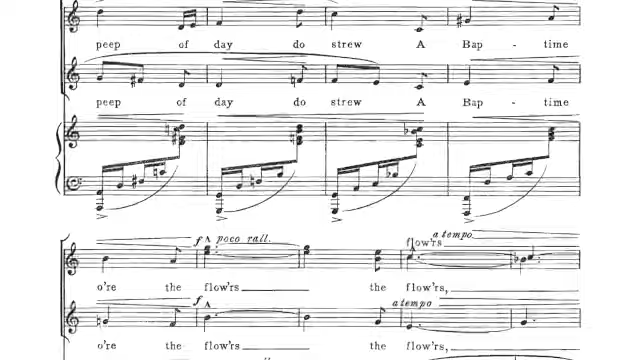 peep of day do strew A Bap - time
peep of day do strew A Bap - time
f A poco rall. a tempo
flow'rs
o're the flow'rs the flow'rs,
f A a tempo
o're the flow'rs the flow'rs,